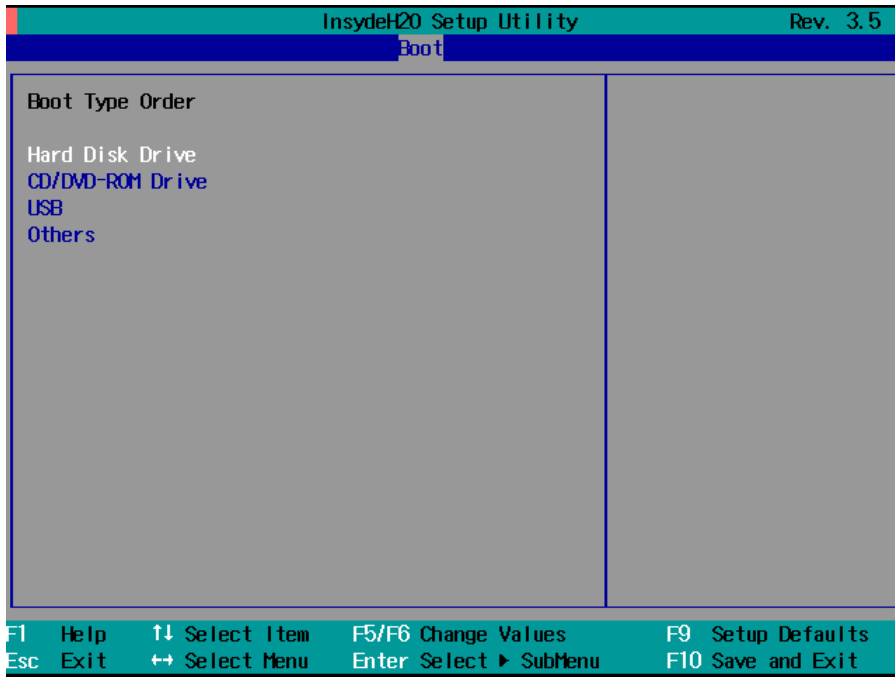 InsydeH20 Setup Utility Rev. 3.5
Boot
Boot Type Order
Hard Disk Drive
CD/DVD-ROM Drive
USB
Others
F1 Help ↑↓ Select Item F5/F6 Change Values F9 Setup Defaults
Esc Exit ↔ Select Menu Enter Select ▶ SubMenu F10 Save and Exit